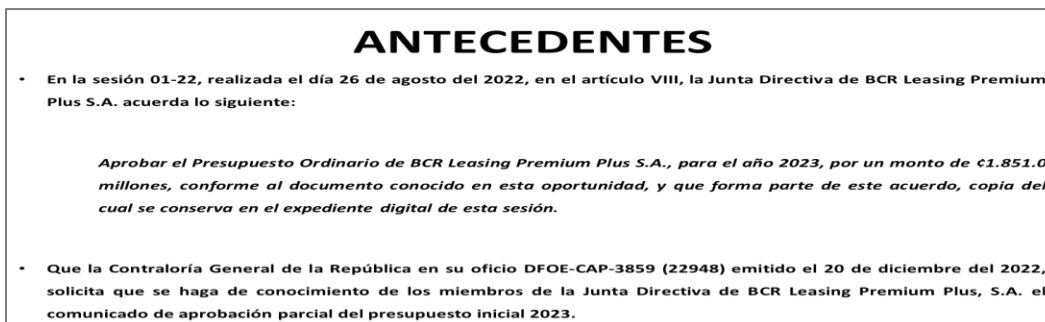 ANTECEDENTES
• En la sesión 01-22, realizada el día 26 de agosto del 2022, en el artículo VIII, la Junta Directiva de BCR Leasing Premium
Plus S.A. acuerda lo siguiente:
Aprobar el Presupuesto Ordinario de BCR Leasing Premium Plus S.A., para el año 2023, por un monto de ¢1.851.0
millones, conforme al documento conocido en esta oportunidad, y que forma parte de este acuerdo, copia del
cual se conserva en el expediente digital de esta sesión.
• Que la Contraloría General de la República en su oficio DFOE-CAP-3859 (22948) emitido el 20 de diciembre del 2022,
solicita que se haga de conocimiento de los miembros de la Junta Directiva de BCR Leasing Premium Plus, S.A. el
comunicado de aprobación parcial del presupuesto inicial 2023.